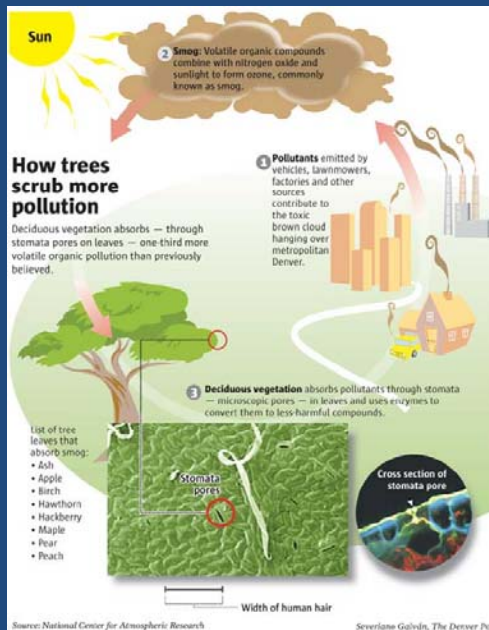 Sun
2 Smog: Volatile organic compounds
combine with nitrogen oxide and
sunlight to form ozone, commonly
known as smog.
How trees
scrub more
pollution
Deciduous vegetation absorbs — through
stomata pores on leaves — one-third more
volatile organic pollution than previously
believed.
1 Pollutants emitted by
vehicles, lawnmowers,
factories and other
sources
contribute to
the toxic
brown cloud
hanging over
metropolitan
Denver.
3 Deciduous vegetation absorbs pollutants through stomata
— microscopic pores — in leaves and uses enzymes to
convert them to less-harmful compounds.
List of tree
leaves that
absorb smog:
• Ash
• Apple
• Birch
• Hawthorn
• Hackberry
• Maple
• Pear
• Peach
Stomata
pores
Cross section of
stomata pore
Width of human hair
Source: National Center for Atmospheric Research
Severiano Galván, The Denver Po